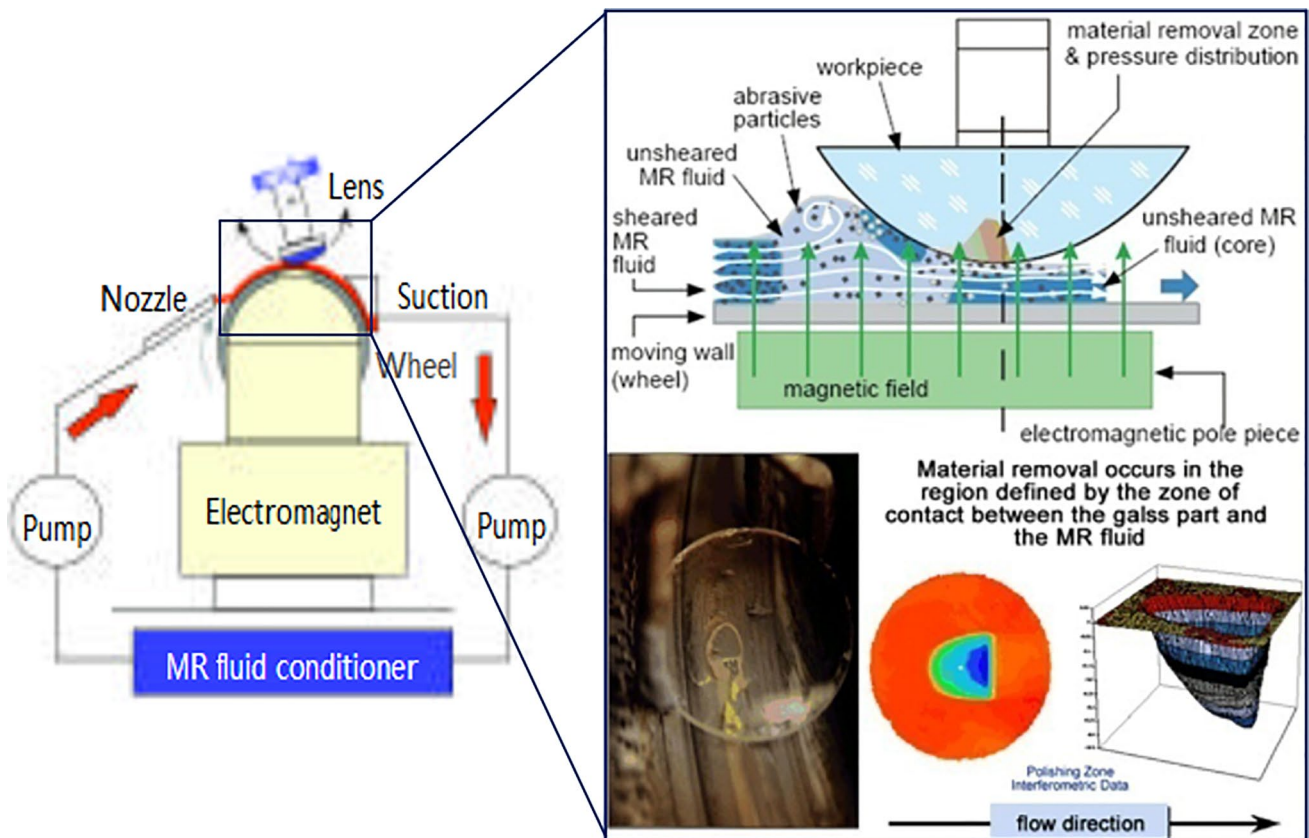 Lens
Nozzle
Suction
Wheel
Pump
Electromagnet
Pump
MR fluid conditioner
material removal zone
& pressure distribution
workpiece
abrasive
particles
unsheared
MR fluid
sheared
MR
fluid
unsheared MR
fluid (core)
moving wall
(wheel)
magnetic field
electromagnetic pole piece
Material removal occurs in the
region defined by the zone of
contact between the galss part and
the MR fluid
Polishing Zone
Interferometric Data
flow direction